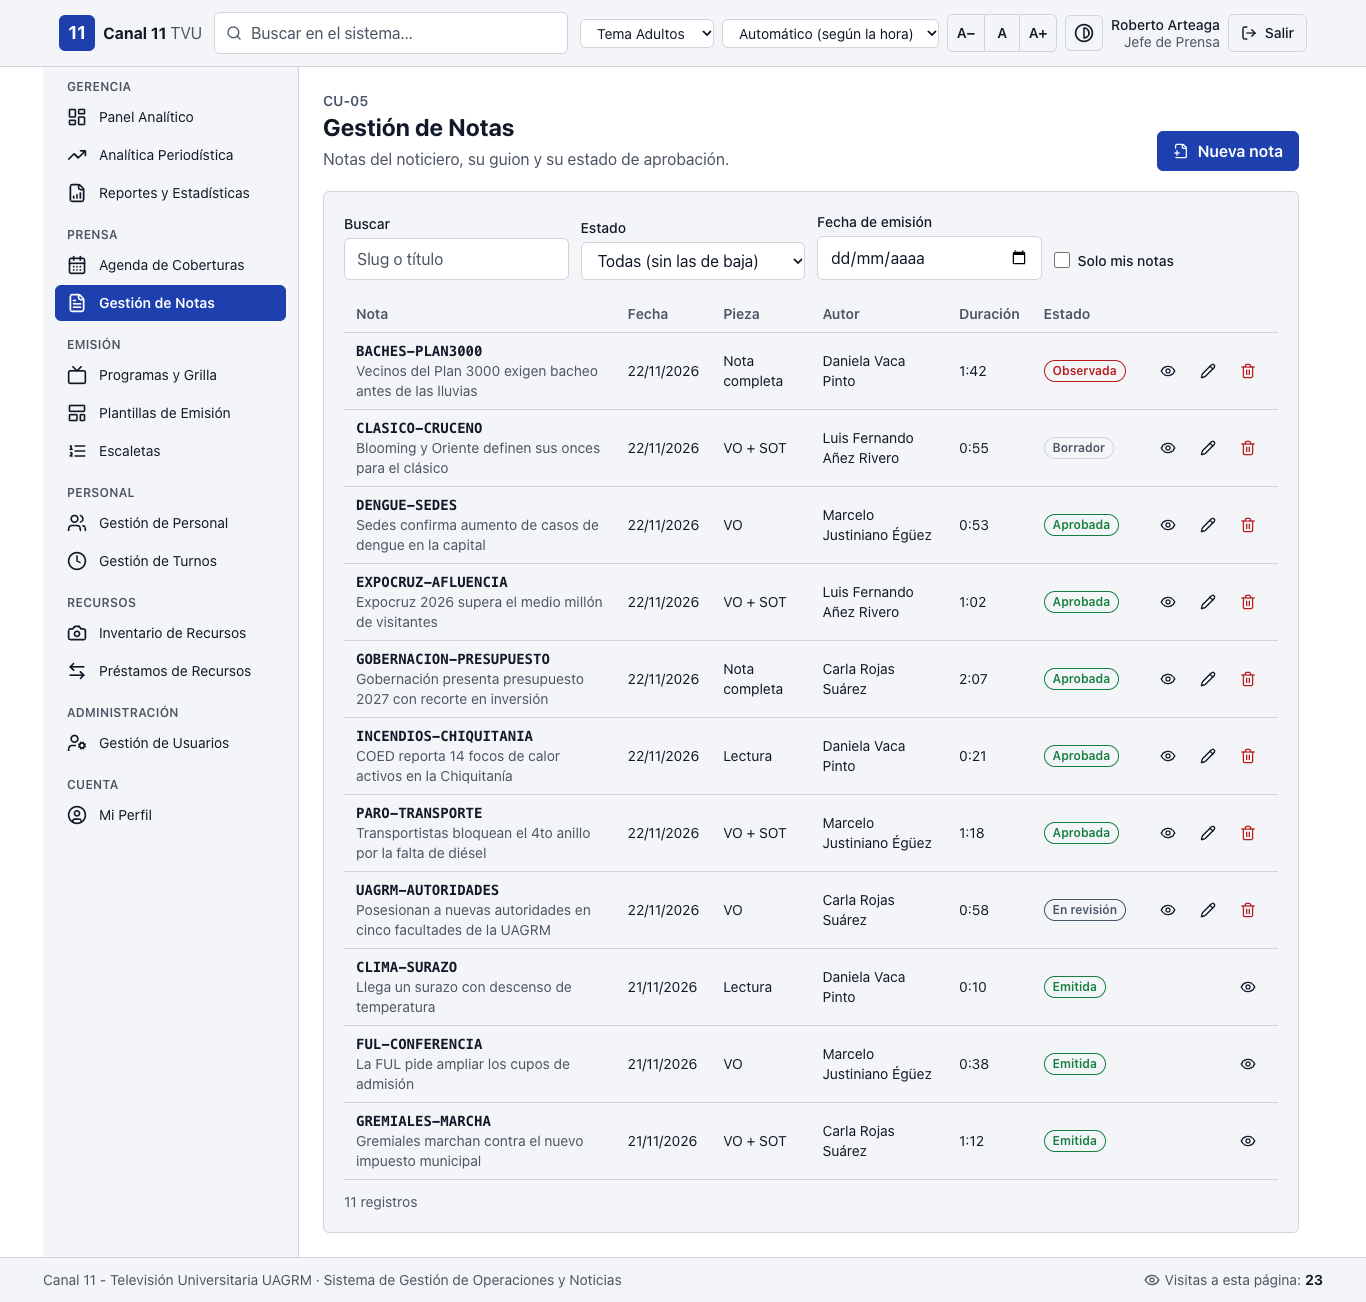 11 Canal 11 TVU
Buscar en el sistema...
Tema Adultos
Automático (según la hora)
A−
A
A+
Roberto Arteaga
Jefe de Prensa
Salir
GERENCIA
Panel Analítico
Analítica Periodística
Reportes y Estadísticas
PRENSA
Agenda de Coberturas
Gestión de Notas
EMISIÓN
Programas y Grilla
Plantillas de Emisión
Escaletas
PERSONAL
Gestión de Personal
Gestión de Turnos
RECURSOS
Inventario de Recursos
Préstamos de Recursos
ADMINISTRACIÓN
Gestión de Usuarios
CUENTA
Mi Perfil
CU-05
Gestión de Notas
Notas del noticiero, su guion y su estado de aprobación.
Nueva nota
Buscar
Slug o título
Estado
Todas (sin las de baja)
Fecha de emisión
dd/mm/aaaa
Solo mis notas
Nota Fecha Pieza Autor Duración Estado
BACHES-PLAN3000
Vecinos del Plan 3000 exigen bacheo
antes de las lluvias
22/11/2026
Nota
completa
Daniela Vaca
Pinto
1:42
Observada
CLASICO-CRUCENO
Blooming y Oriente definen sus onces
para el clásico
22/11/2026
VO + SOT
Luis Fernando
Añez Rivero
0:55
Borrador
DENGUE-SEDES
Sedes confirma aumento de casos de
dengue en la capital
22/11/2026
VO
Marcelo
Justiniano Égüez
0:53
Aprobada
EXPOCRUZ-AFLUENCIA
Expocruz 2026 supera el medio millón
de visitantes
22/11/2026
VO + SOT
Luis Fernando
Añez Rivero
1:02
Aprobada
GOBERNACION-PRESUPUESTO
Gobernación presenta presupuesto
2027 con recorte en inversión
22/11/2026
Nota
completa
Carla Rojas
Suárez
2:07
Aprobada
INCENDIOS-CHIQUITANIA
COED reporta 14 focos de calor
activos en la Chiquitanía
22/11/2026
Lectura
Daniela Vaca
Pinto
0:21
Aprobada
PARO-TRANSPORTE
Transportistas bloquean el 4to anillo
por la falta de diésel
22/11/2026
VO + SOT
Marcelo
Justiniano Égüez
1:18
Aprobada
UAGRM-AUTORIDADES
Posesionan a nuevas autoridades en
cinco facultades de la UAGRM
22/11/2026
VO
Carla Rojas
Suárez
0:58
En revisión
CLIMA-SURAZO
Llega un surazo con descenso de
temperatura
21/11/2026
Lectura
Daniela Vaca
Pinto
0:10
Emitida
FUL-CONFERENCIA
La FUL pide ampliar los cupos de
admisión
21/11/2026
VO
Marcelo
Justiniano Égüez
0:38
Emitida
GREMIALES-MARCHA
Gremiales marchan contra el nuevo
impuesto municipal
21/11/2026
VO + SOT
Carla Rojas
Suárez
1:12
Emitida
11 registros
Canal 11 - Televisión Universitaria UAGRM · Sistema de Gestión de Operaciones y Noticias
Visitas a esta página: 23